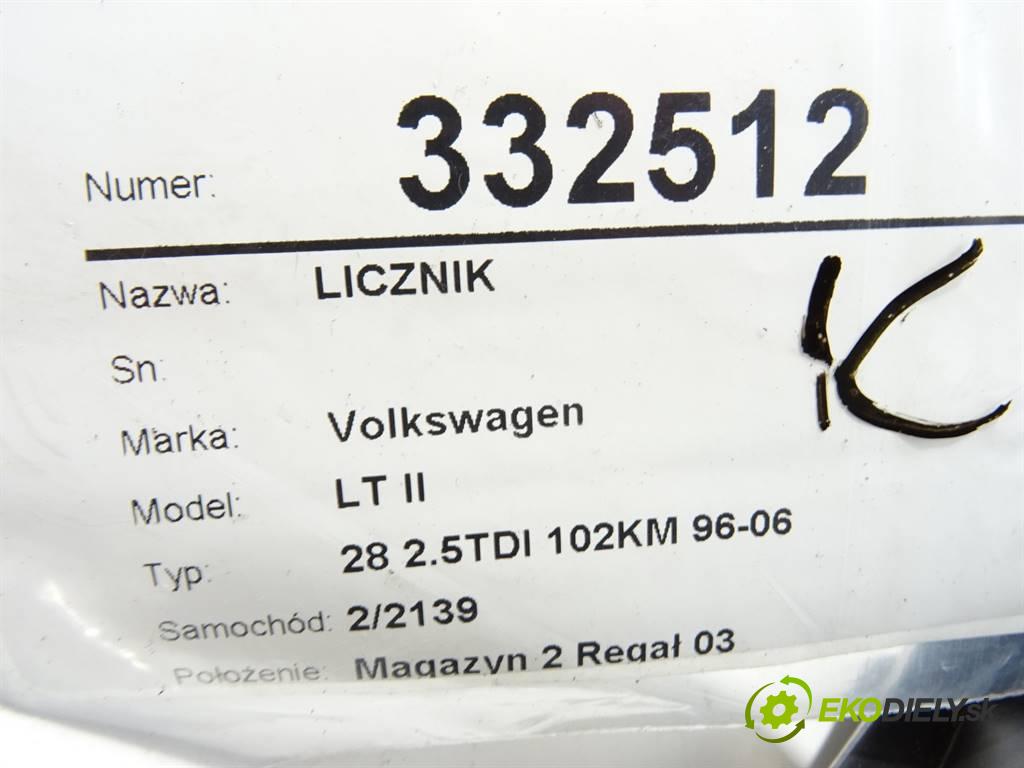 Numer: 332512
Nazwa: LICZNIK
Sn:
Marka: Volkswagen
Model: LT II
Typ: 28 2.5TDI 102KM 96-06
Samochód: 2/2139
Położenie: Magazyn 2 Regał 03
K
EKODIELY.sk